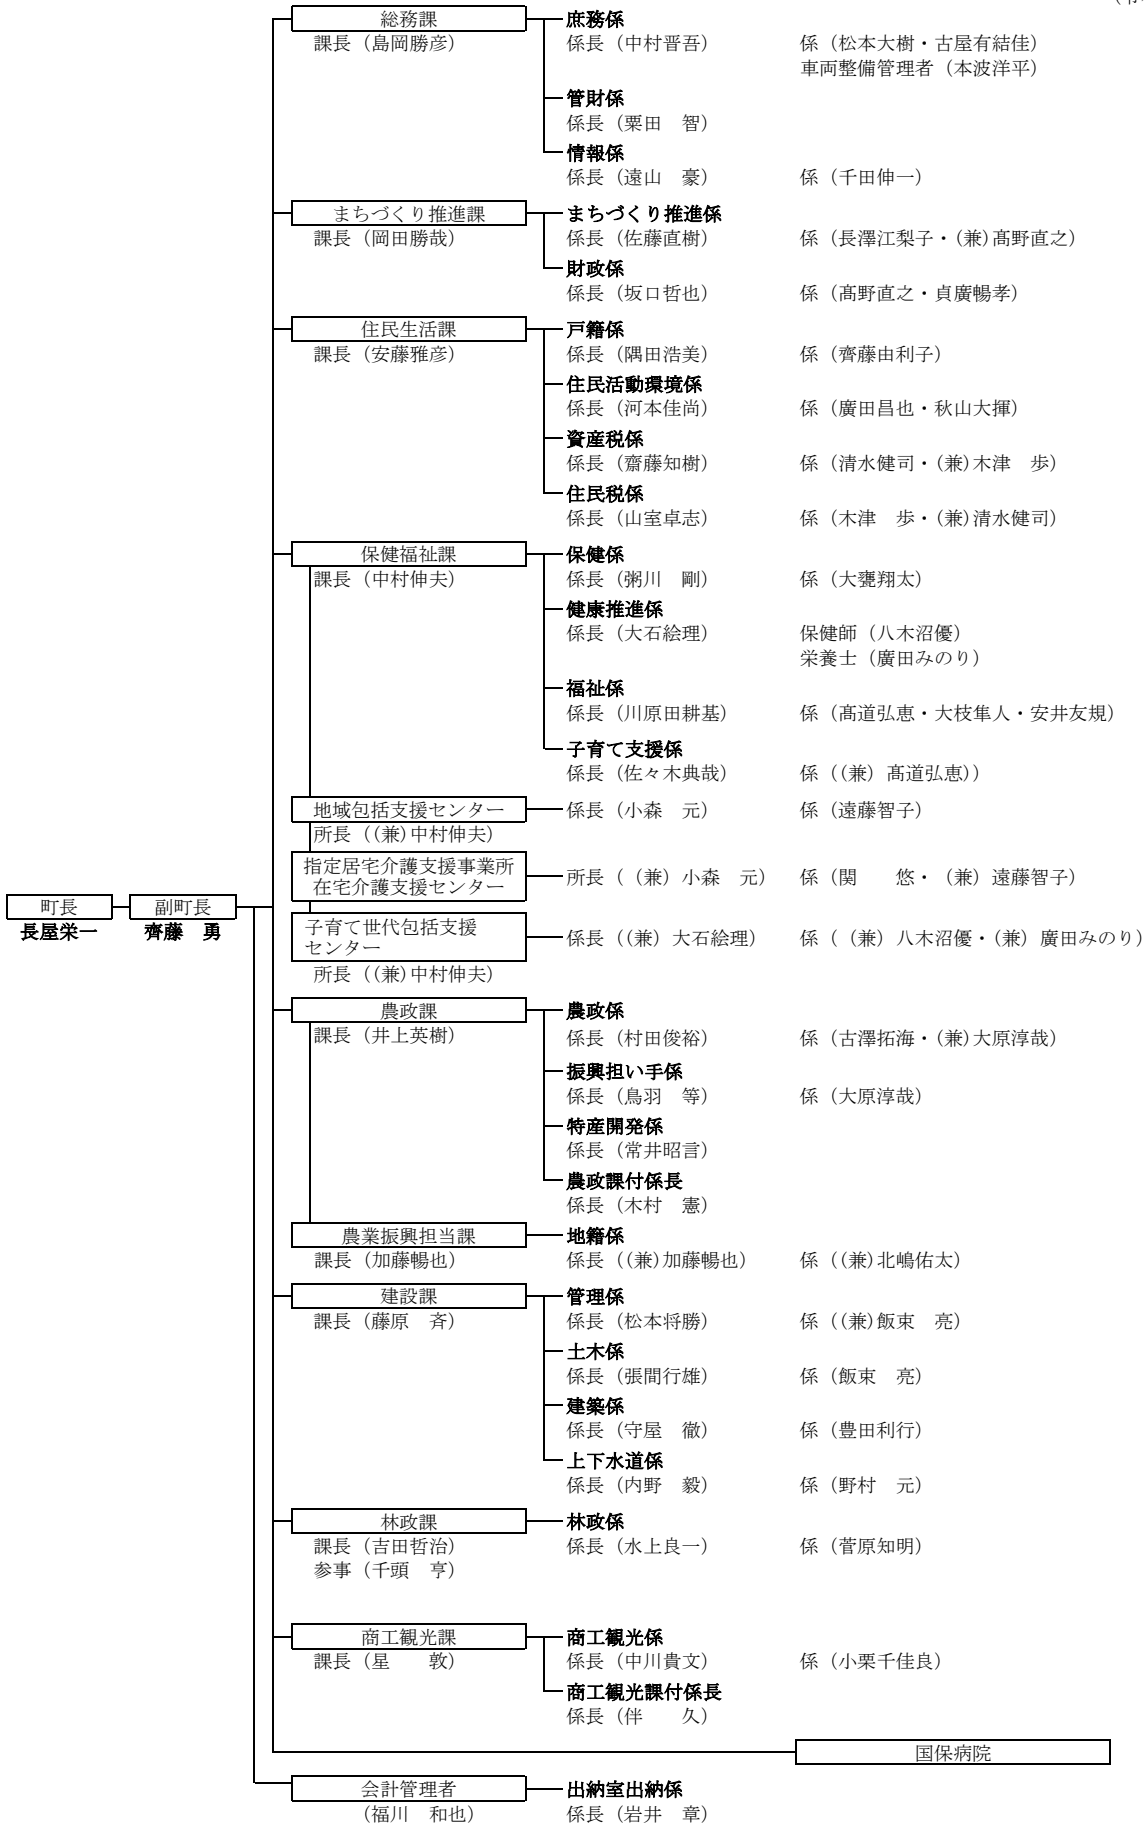 総務課 庶務係
課長（島岡勝彦） 係長（中村晋吾） 係（松本大樹・古屋有結佳）
車両整備管理者（本波洋平）
管財係
係長（栗田　智）
情報係
係長（遠山　豪） 係（千田伸一）
まちづくり推進課 まちづくり推進係
課長（岡田勝哉） 係長（佐藤直樹） 係（長澤江梨子・(兼)髙野直之）
財政係
係長（坂口哲也） 係（髙野直之・貞廣暢孝）
住民生活課 戸籍係
課長（安藤雅彦） 係長（隅田浩美） 係（齊藤由利子）
住民活動環境係
係長（河本佳尚） 係（廣田昌也・秋山大揮）
資産税係
係長（齋藤知樹） 係（清水健司・(兼)木津　歩）
住民税係
係長（山室卓志） 係（木津　歩・(兼)清水健司）
保健福祉課 保健係
課長（中村伸夫） 係長（粥川　剛） 係（大甕翔太）
健康推進係
係長（大石絵理） 保健師（八木沼優）
栄養士（廣田みのり）
福祉係
係長（川原田耕基） 係（髙道弘恵・大枝隼人・安井友規）
子育て支援係
係長（佐々木典哉） 係（(兼）髙道弘恵)）
地域包括支援センター 係長（小森　元） 係（遠藤智子）
所長（(兼)中村伸夫）
指定居宅介護支援事業所
在宅介護支援センター 所長（（兼）小森　元） 係（関　　悠・（兼）遠藤智子）
町長 副町長
長屋栄一 齊藤　勇
子育て世代包括支援
センター 係長（(兼）大石絵理） 係（（兼）八木沼優・(兼）廣田みのり）
所長（(兼)中村伸夫）
農政課 農政係
課長（井上英樹） 係長（村田俊裕） 係（古澤拓海・(兼)大原淳哉）
振興担い手係
係長（鳥羽　等） 係（大原淳哉）
特産開発係
係長（常井昭言）
農政課付係長
係長（木村　憲）
農業振興担当課 地籍係
課長（加藤暢也） 係長（(兼)加藤暢也） 係（(兼)北嶋佑太）
建設課 管理係
課長（藤原　斉） 係長（松本将勝） 係（(兼)飯束　亮）
土木係
係長（張間行雄） 係（飯束　亮）
建築係
係長（守屋　徹） 係（豊田利行）
上下水道係
係長（内野　毅） 係（野村　元）
林政課 林政係
課長（吉田哲治） 係長（水上良一） 係（菅原知明）
参事（千頭　亨）
商工観光課 商工観光係
課長（星　　敦） 係長（中川貴文） 係（小栗千佳良）
商工観光課付係長
係長（伴　　久）
国保病院
会計管理者 出納室出納係
（福川　和也） 係長（岩井　章）